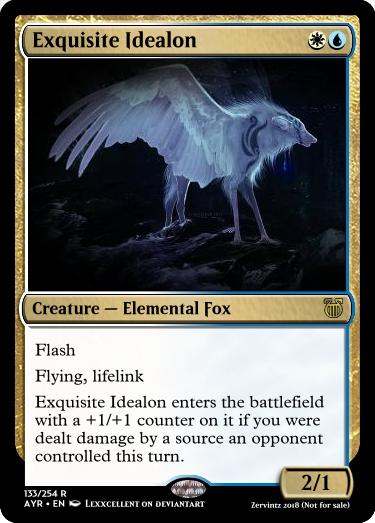 Exquisite Idealon
Creature — Elemental Fox
Flash
Flying, lifelink
Exquisite Idealon enters the battlefield
with a +1/+1 counter on it if you were
dealt damage by a source an opponent
controlled this turn.
2/1
133/254 R
AYR • EN Lexxcellent on deviantart
Zervintz 2018 (Not for sale)